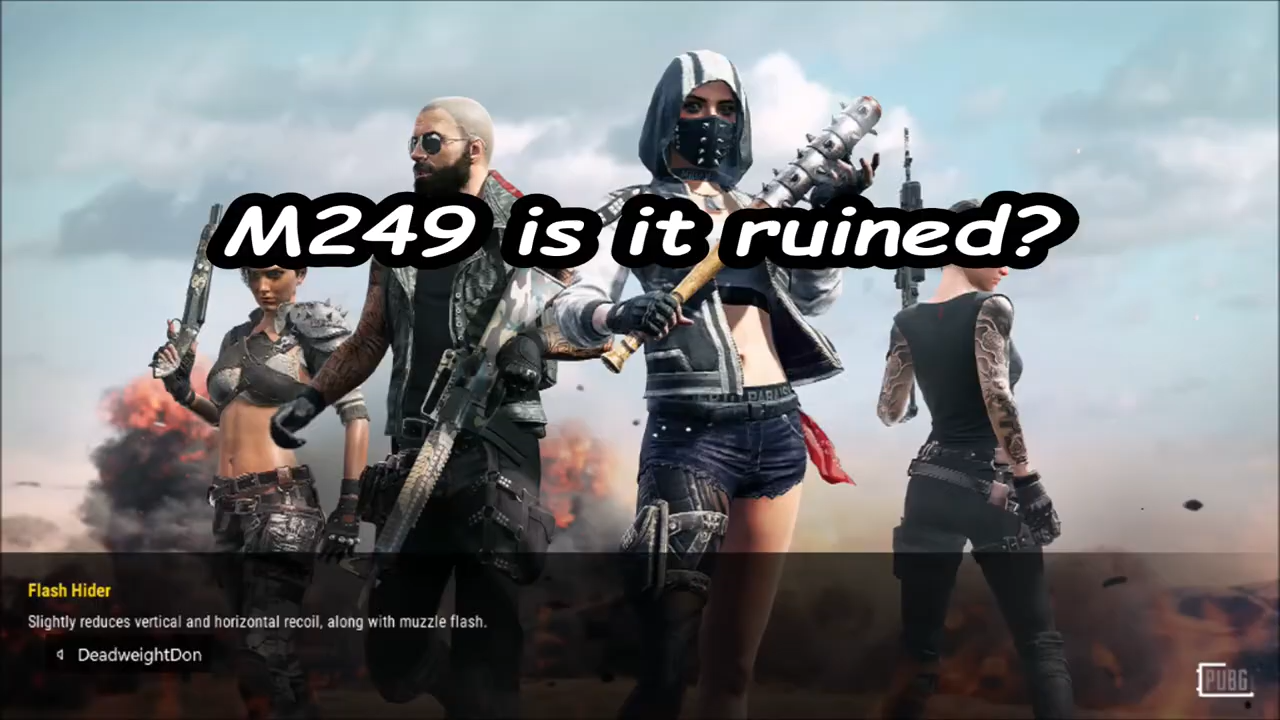 M249 is it ruined?
Flash Hider
Slightly reduces vertical and horizontal recoil, along with muzzle flash.
DeadweightDon
PUBG